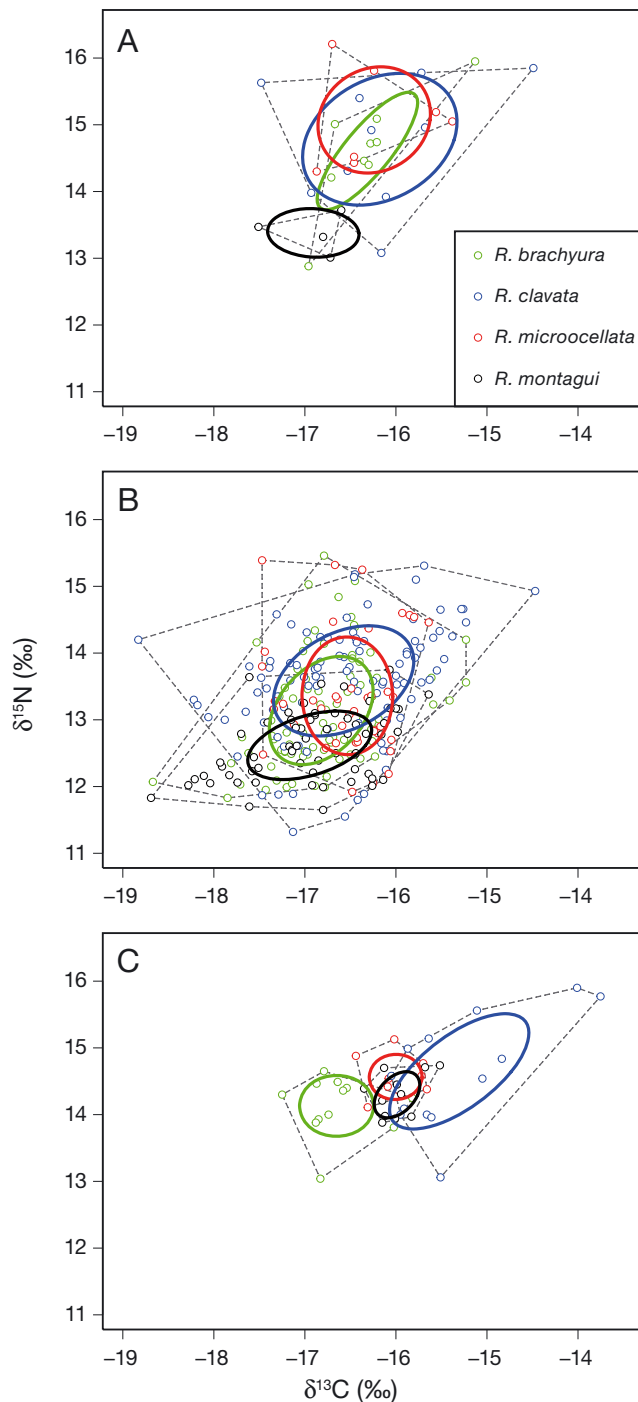 A
16
15
14
13
12
11
R. brachyura
R. clavata
R. microocellata
R. montagui
−19 −18 −17 −16 −15 −14
B
16
15
14
13
12
11
δ15N (‰)
−19 −18 −17 −16 −15 −14
C
16
15
14
13
12
11
−19 −18 −17 −16 −15 −14
δ13C (‰)